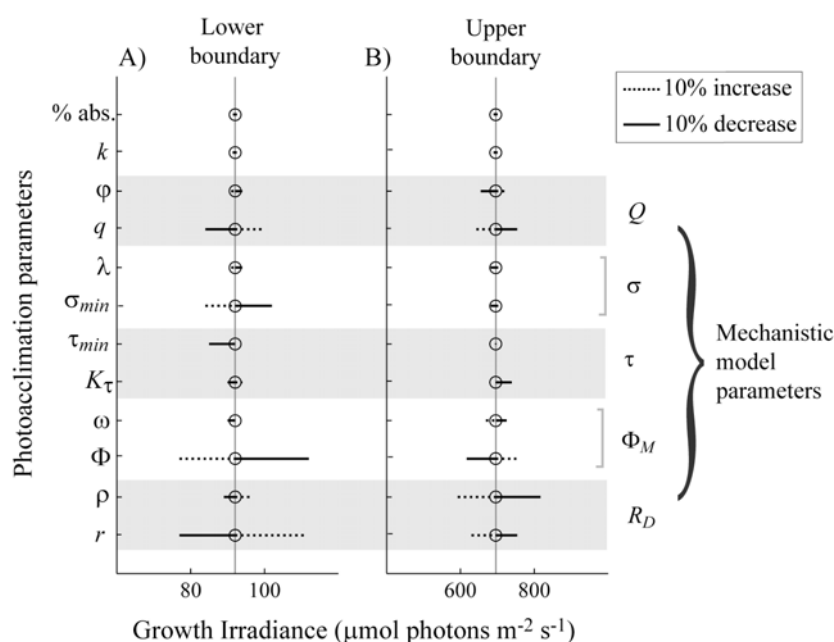 Lower
boundary
A)
Upper
boundary
B)
10% increase
10% decrease
Photoacclimation parameters
% abs.
k
φ
q
λ
σmin
τmin
Kτ
ω
Φ
ρ
r
Q
σ
τ
ΦM
RD
Mechanistic
model
parameters
80 100
600 800
Growth Irradiance (μmol photons m-2 s-1)